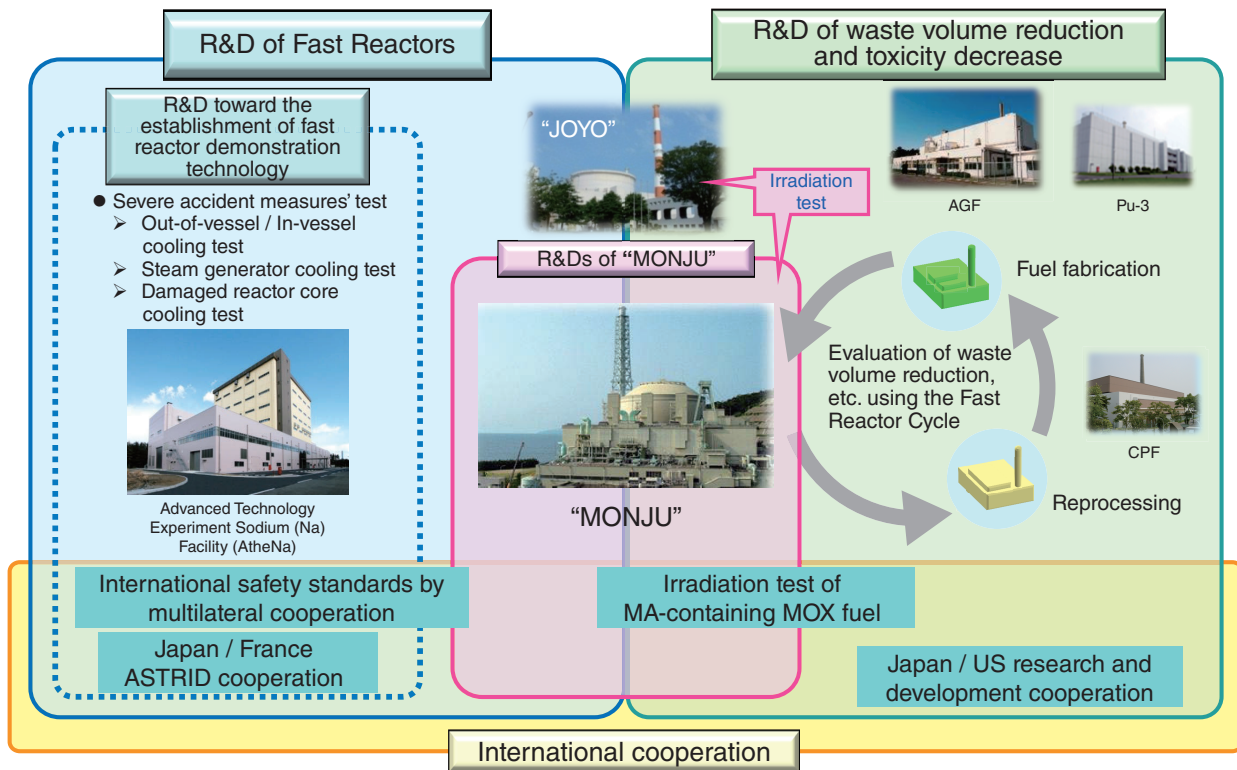 R&D of Fast Reactors
R&D of waste volume reduction
and toxicity decrease
R&D toward the
establishment of fast
reactor demonstration
technology
● Severe accident measures’ test
➢ Out-of-vessel / In-vessel
cooling test
➢ Steam generator cooling test
➢ Damaged reactor core
cooling test
Advanced Technology
Experiment Sodium (Na)
Facility (AtheNa)
“JOYO”
Irradiation
test
R&Ds of “MONJU”
“MONJU”
AGF
Pu-3
Fuel fabrication
Evaluation of waste
volume reduction,
etc. using the Fast
Reactor Cycle
CPF
Reprocessing
International safety standards by
multilateral cooperation
Irradiation test of
MA-containing MOX fuel
Japan / France
ASTRID cooperation
Japan / US research and
development cooperation
International cooperation